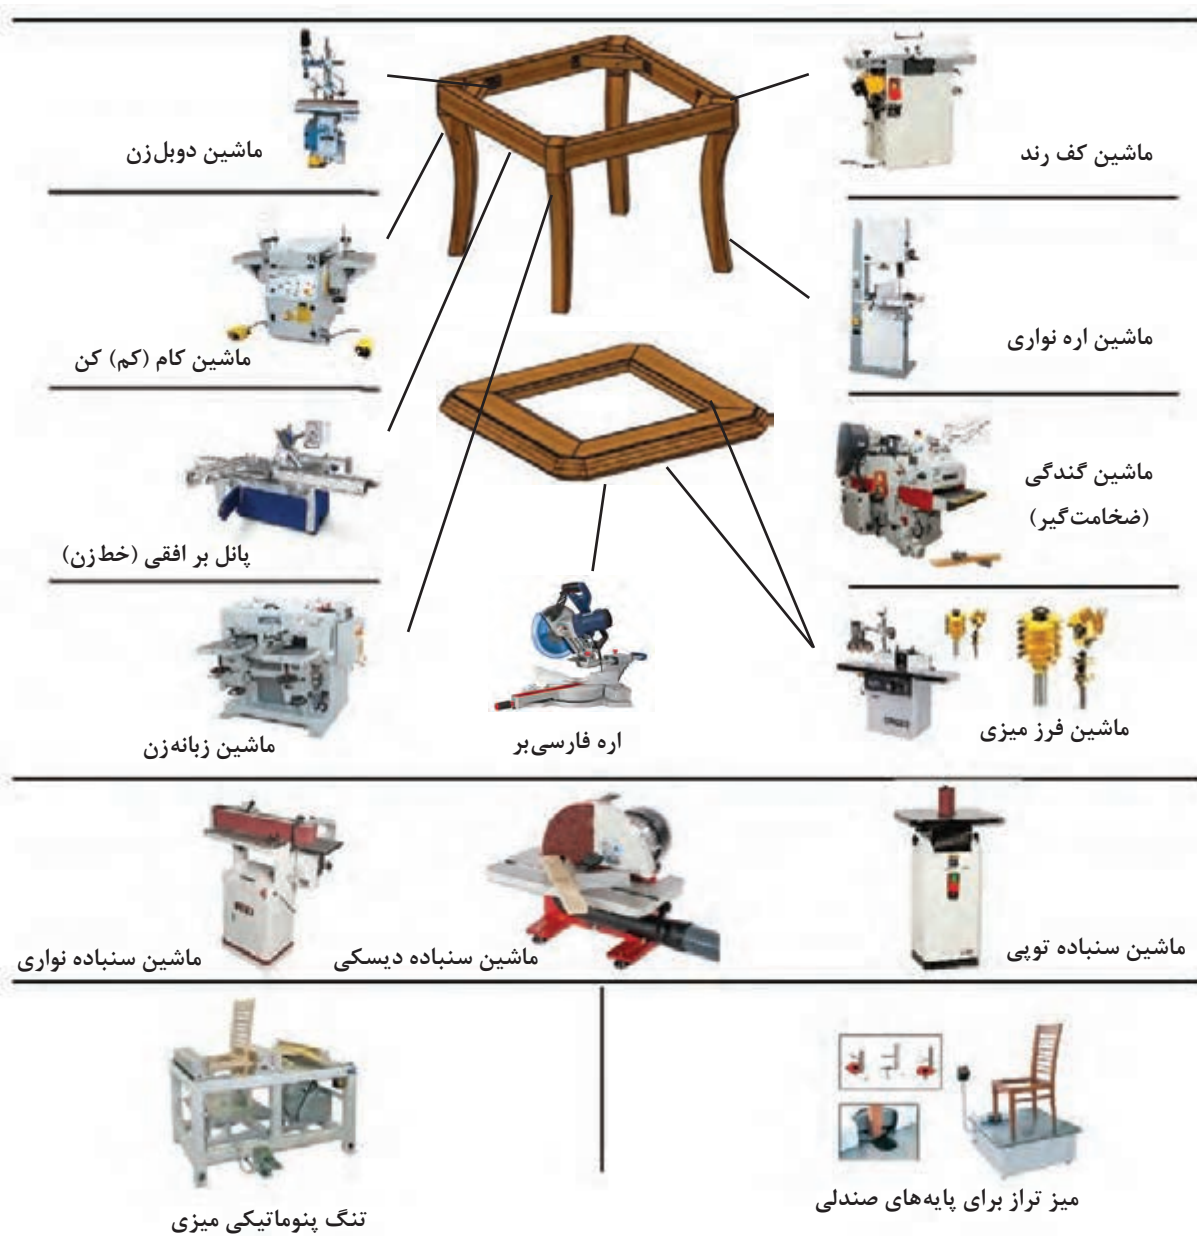 ماشین کف رند
ماشین دوبل‌زن
ماشین اره نواری
ماشین کام (کم) کن
ماشین گندگی
(ضخامت‌گیر)
پانل بر افقی (خط‌زن)
ماشین فرز میزی
اره فارسی‌بر
ماشین زبانه‌زن
ماشین سنباده توپی
ماشین سنباده دیسکی
ماشین سنباده نواری
میز تراز برای پایه‌های صندلی
تنگ پنوماتیکی میزی